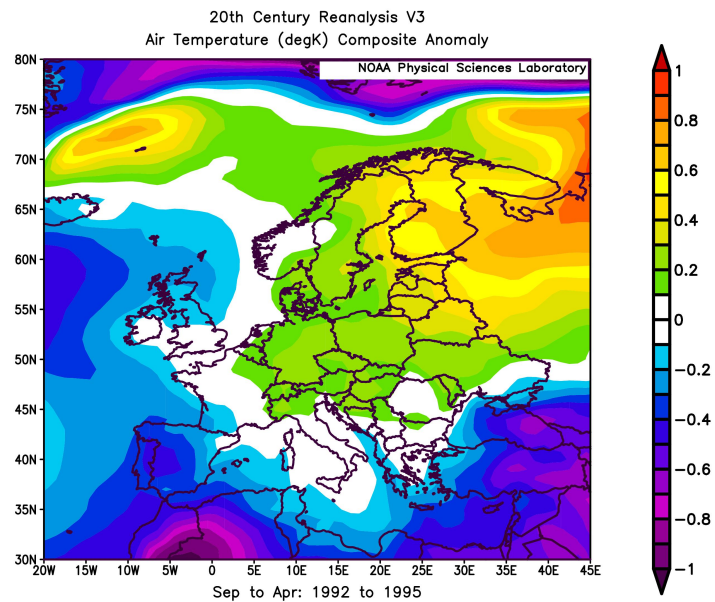 20th Century Reanalysis V3
Air Temperature (degK) Composite Anomaly
NOAA Physical Sciences Laboratory
80N
75N
70N
65N
60N
55N
50N
45N
40N
35N
30N
20W 15W 10W 5W 0 5E 10E 15E 20E 25E 30E 35E 40E 45E
Sep to Apr: 1992 to 1995
1
0.8
0.6
0.4
0.2
0
−0.2
−0.4
−0.6
−0.8
−1